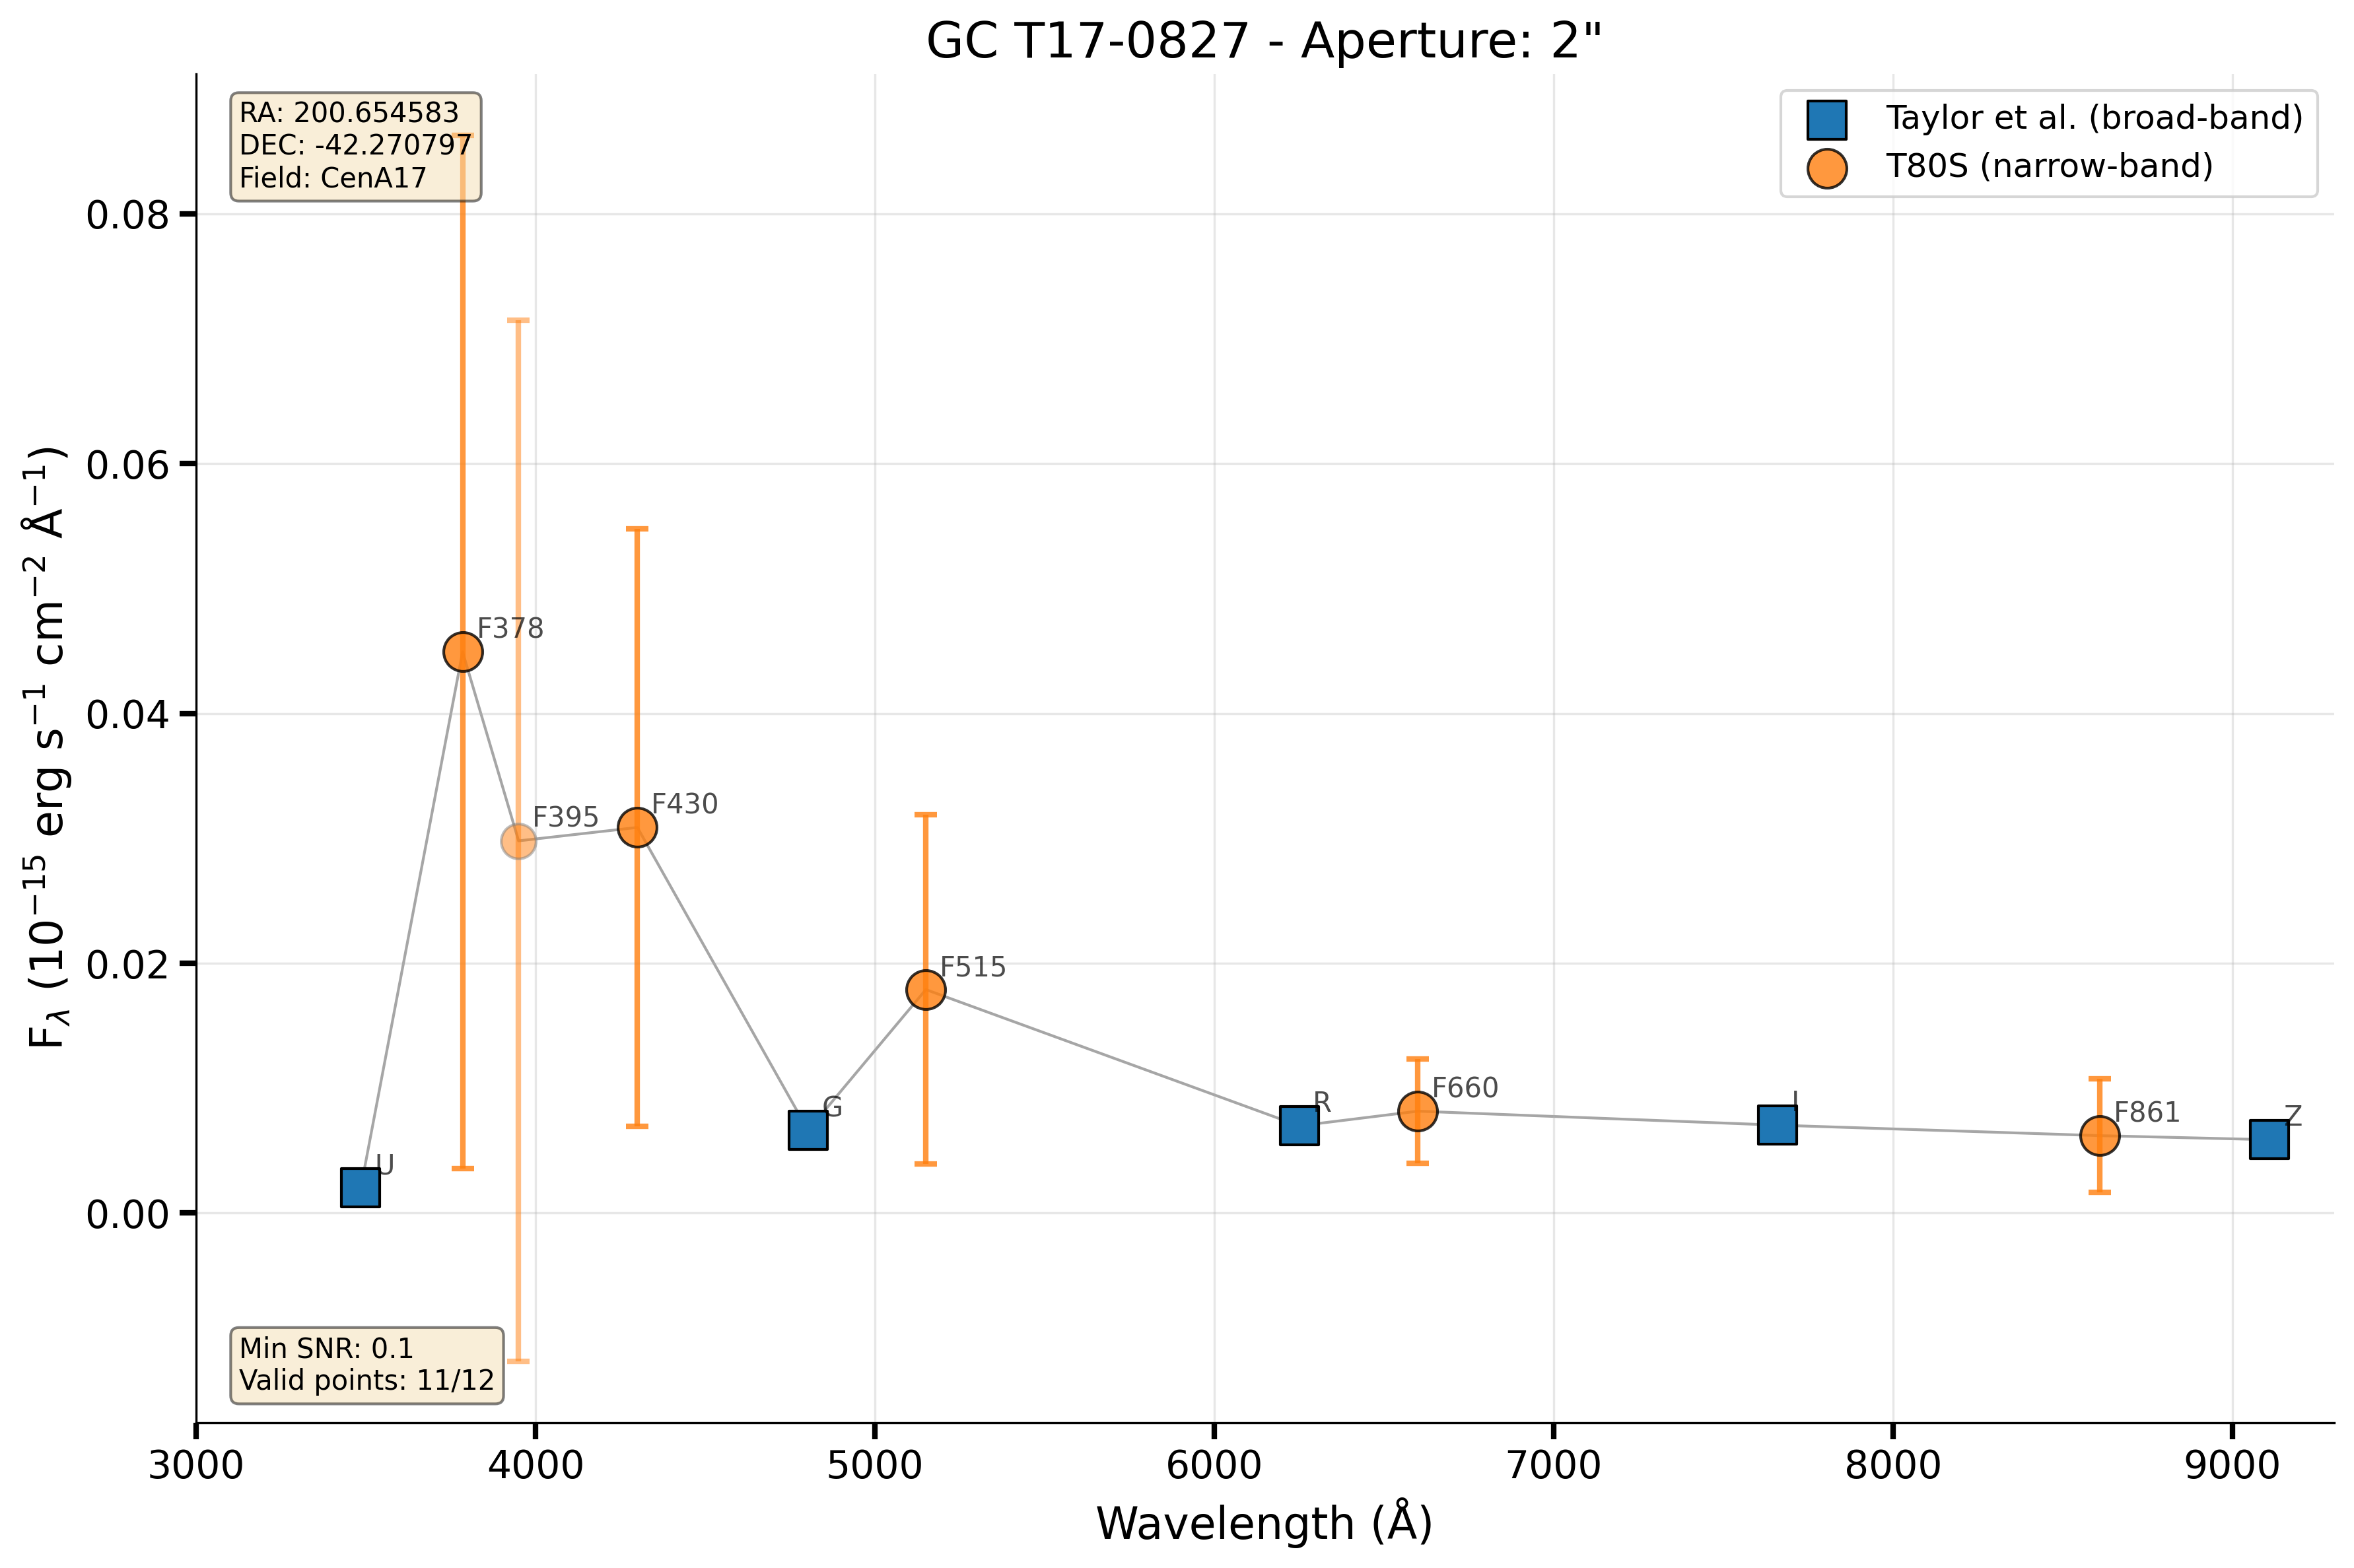 GC T17-0827 - Aperture: 2"
RA: 200.654583
DEC: -42.270797
Field: CenA17
Taylor et al. (broad-band)
T80S (narrow-band)
0.08
0.06
0.04
0.02
0.00
F$_{\lambda}$ (10$^{-15}$ erg s$^{-1}$ cm$^{-2}$ Å$^{-1}$)
F378
F395
F430
F515
U
G
R
F660
I
F861
Z
Min SNR: 0.1
Valid points: 11/12
3000 4000 5000 6000 7000 8000 9000
Wavelength (Å)